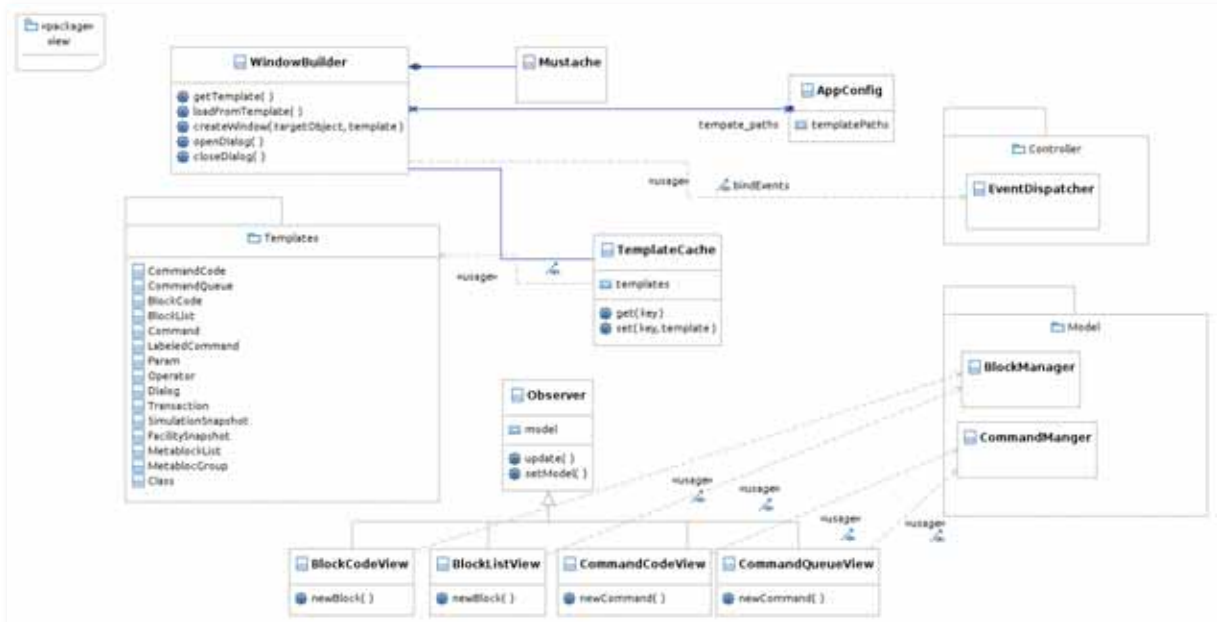 «package»
view
WindowBuilder
getTemplate( )
loadFromTemplate( )
createWindow( targetObject, template )
openDialog( )
closeDialog( )
Mustache
AppConfig
templatePaths
tempate_paths
Controller
EventDispatcher
«usage»
bindEvents
Templates
CommandCode
CommandQueue
BlockCode
BlockList
Command
LabeledCommand
Param
Operator
Dialog
Transaction
SimulationSnapshot
FacilitySnapshot
MetablockList
MetablocGroup
Class
«usage»
TemplateCache
templates
get( key )
set( key, template )
Model
BlockManager
CommandManger
Observer
model
update( )
setModel( )
«usage»
«usage»
«usage»
«usage»
BlockCodeView
newBlock( )
BlockListView
newBlock( )
CommandCodeView
newCommand( )
CommandQueueView
newCommand( )